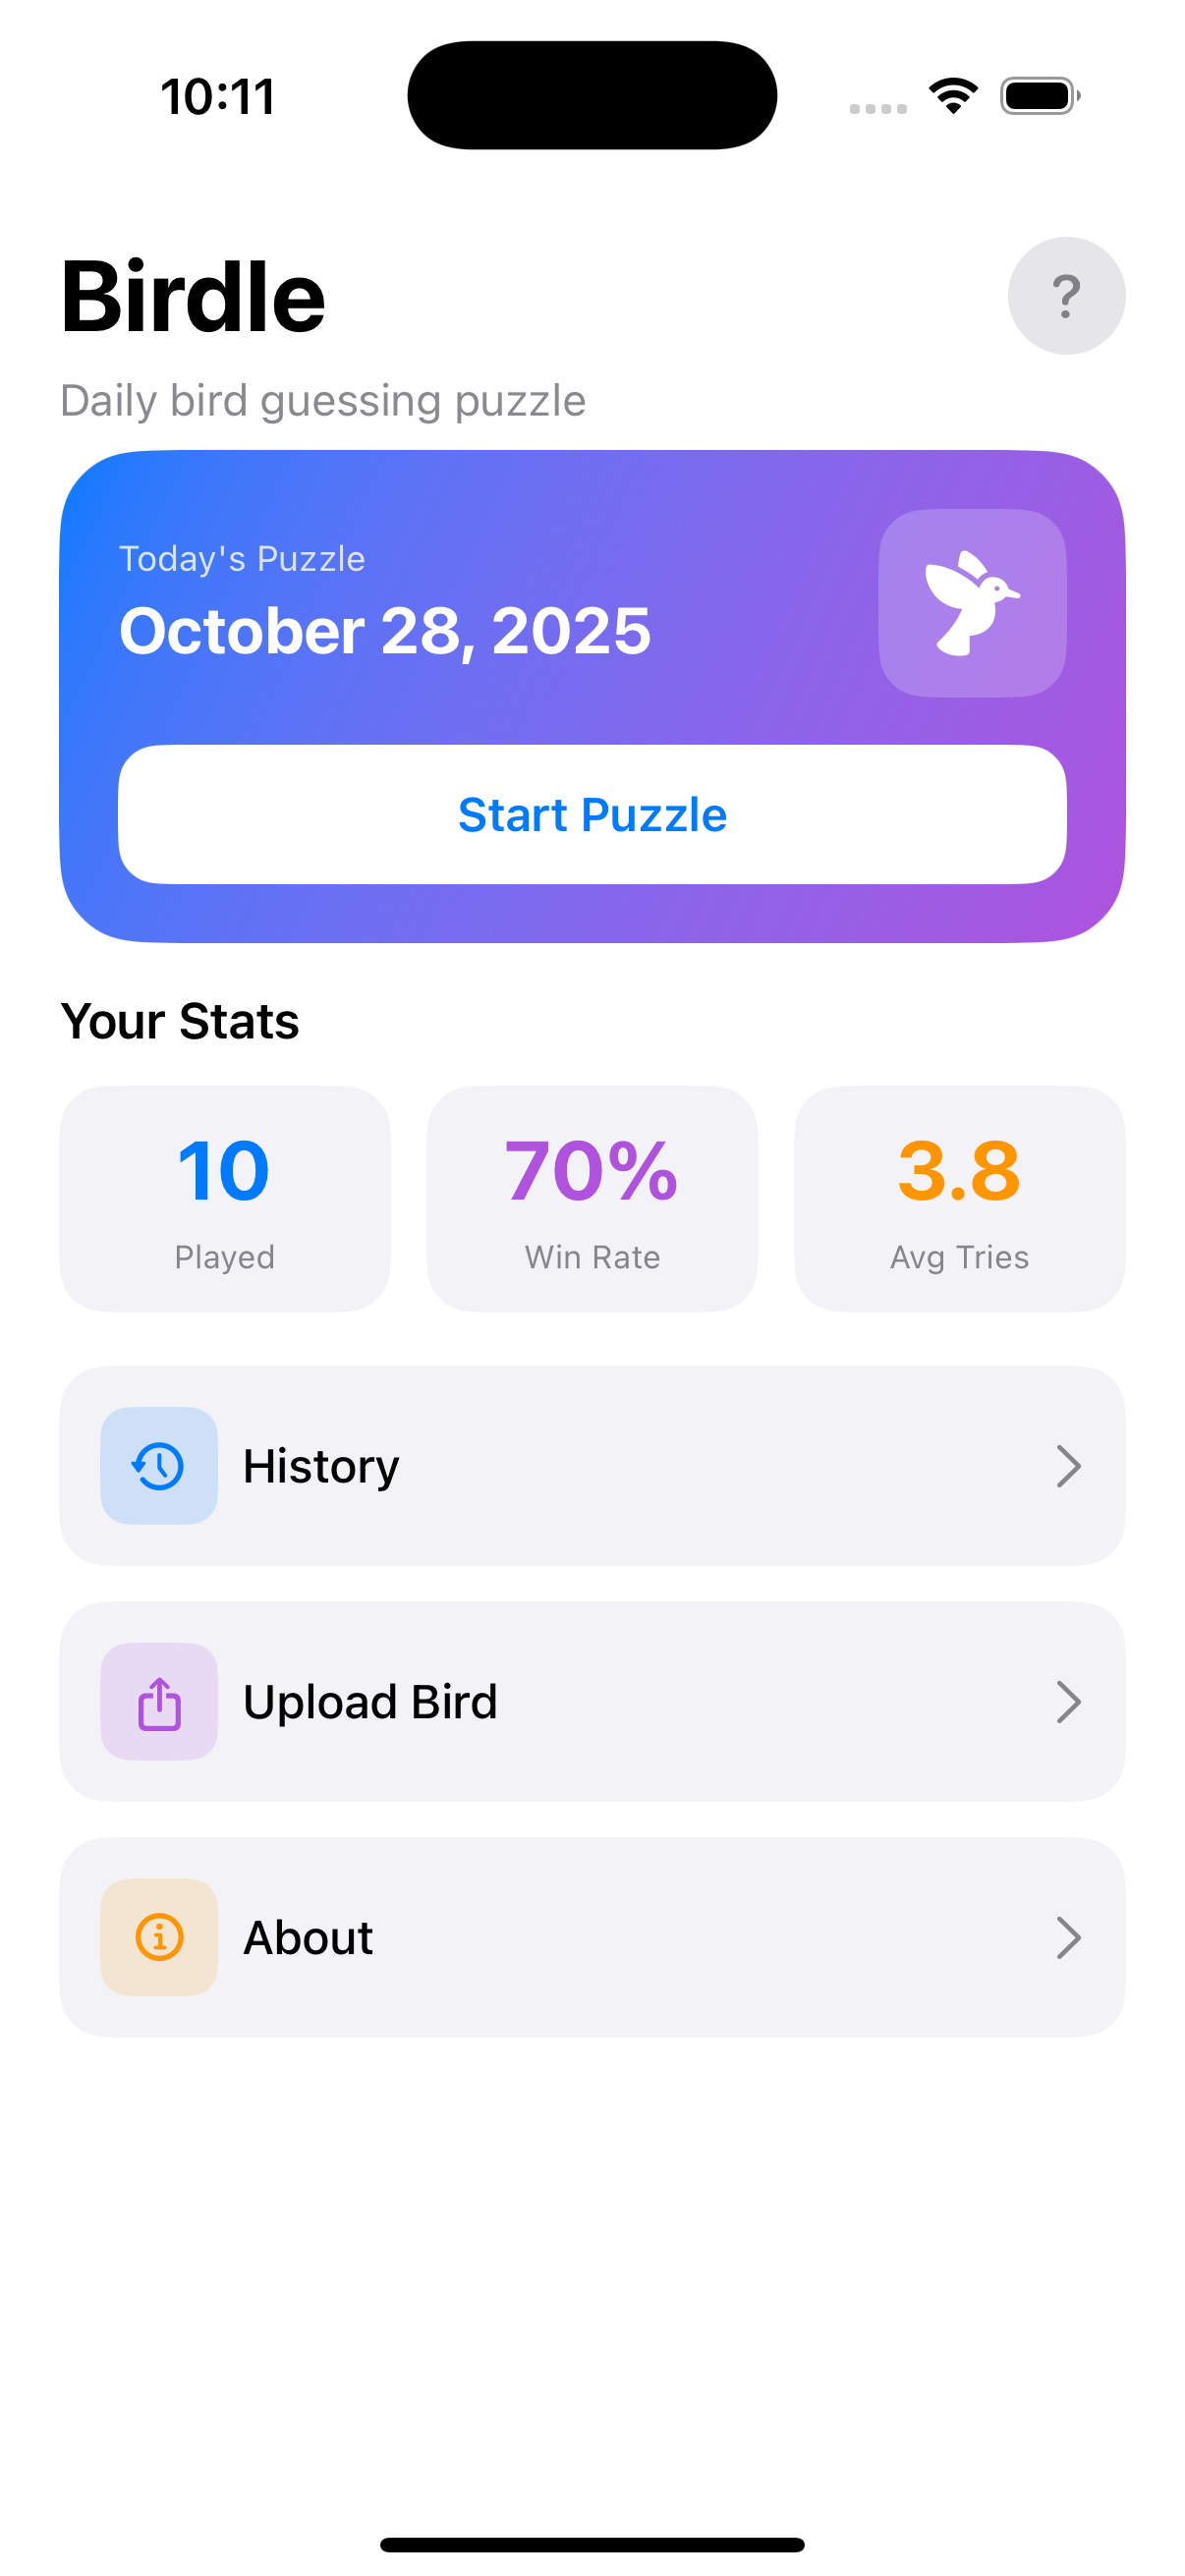 10:11
Birdle
?
Daily bird guessing puzzle
Today's Puzzle
October 28, 2025
Start Puzzle
Your Stats
10
Played
70%
Win Rate
3.8
Avg Tries
History
Upload Bird
About